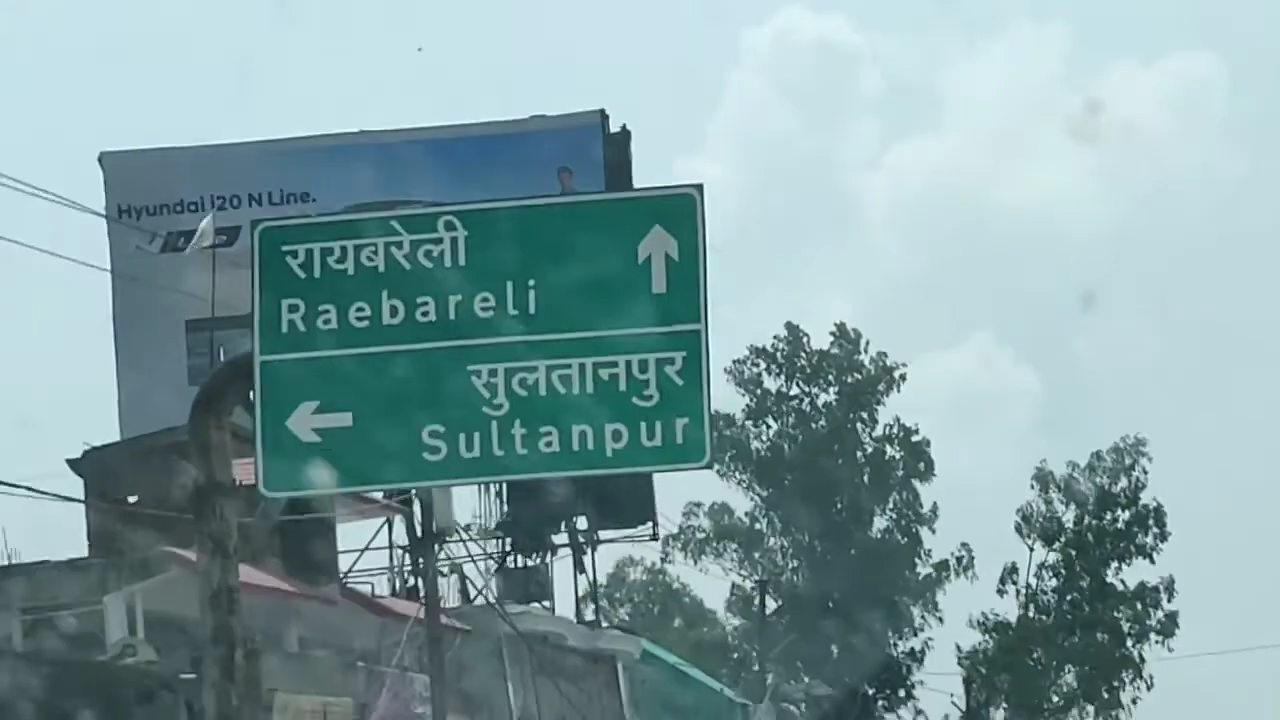 Hyundai i20 N Line.
रायबरेली
Raebareli
सुलतानपुर
Sultanpur